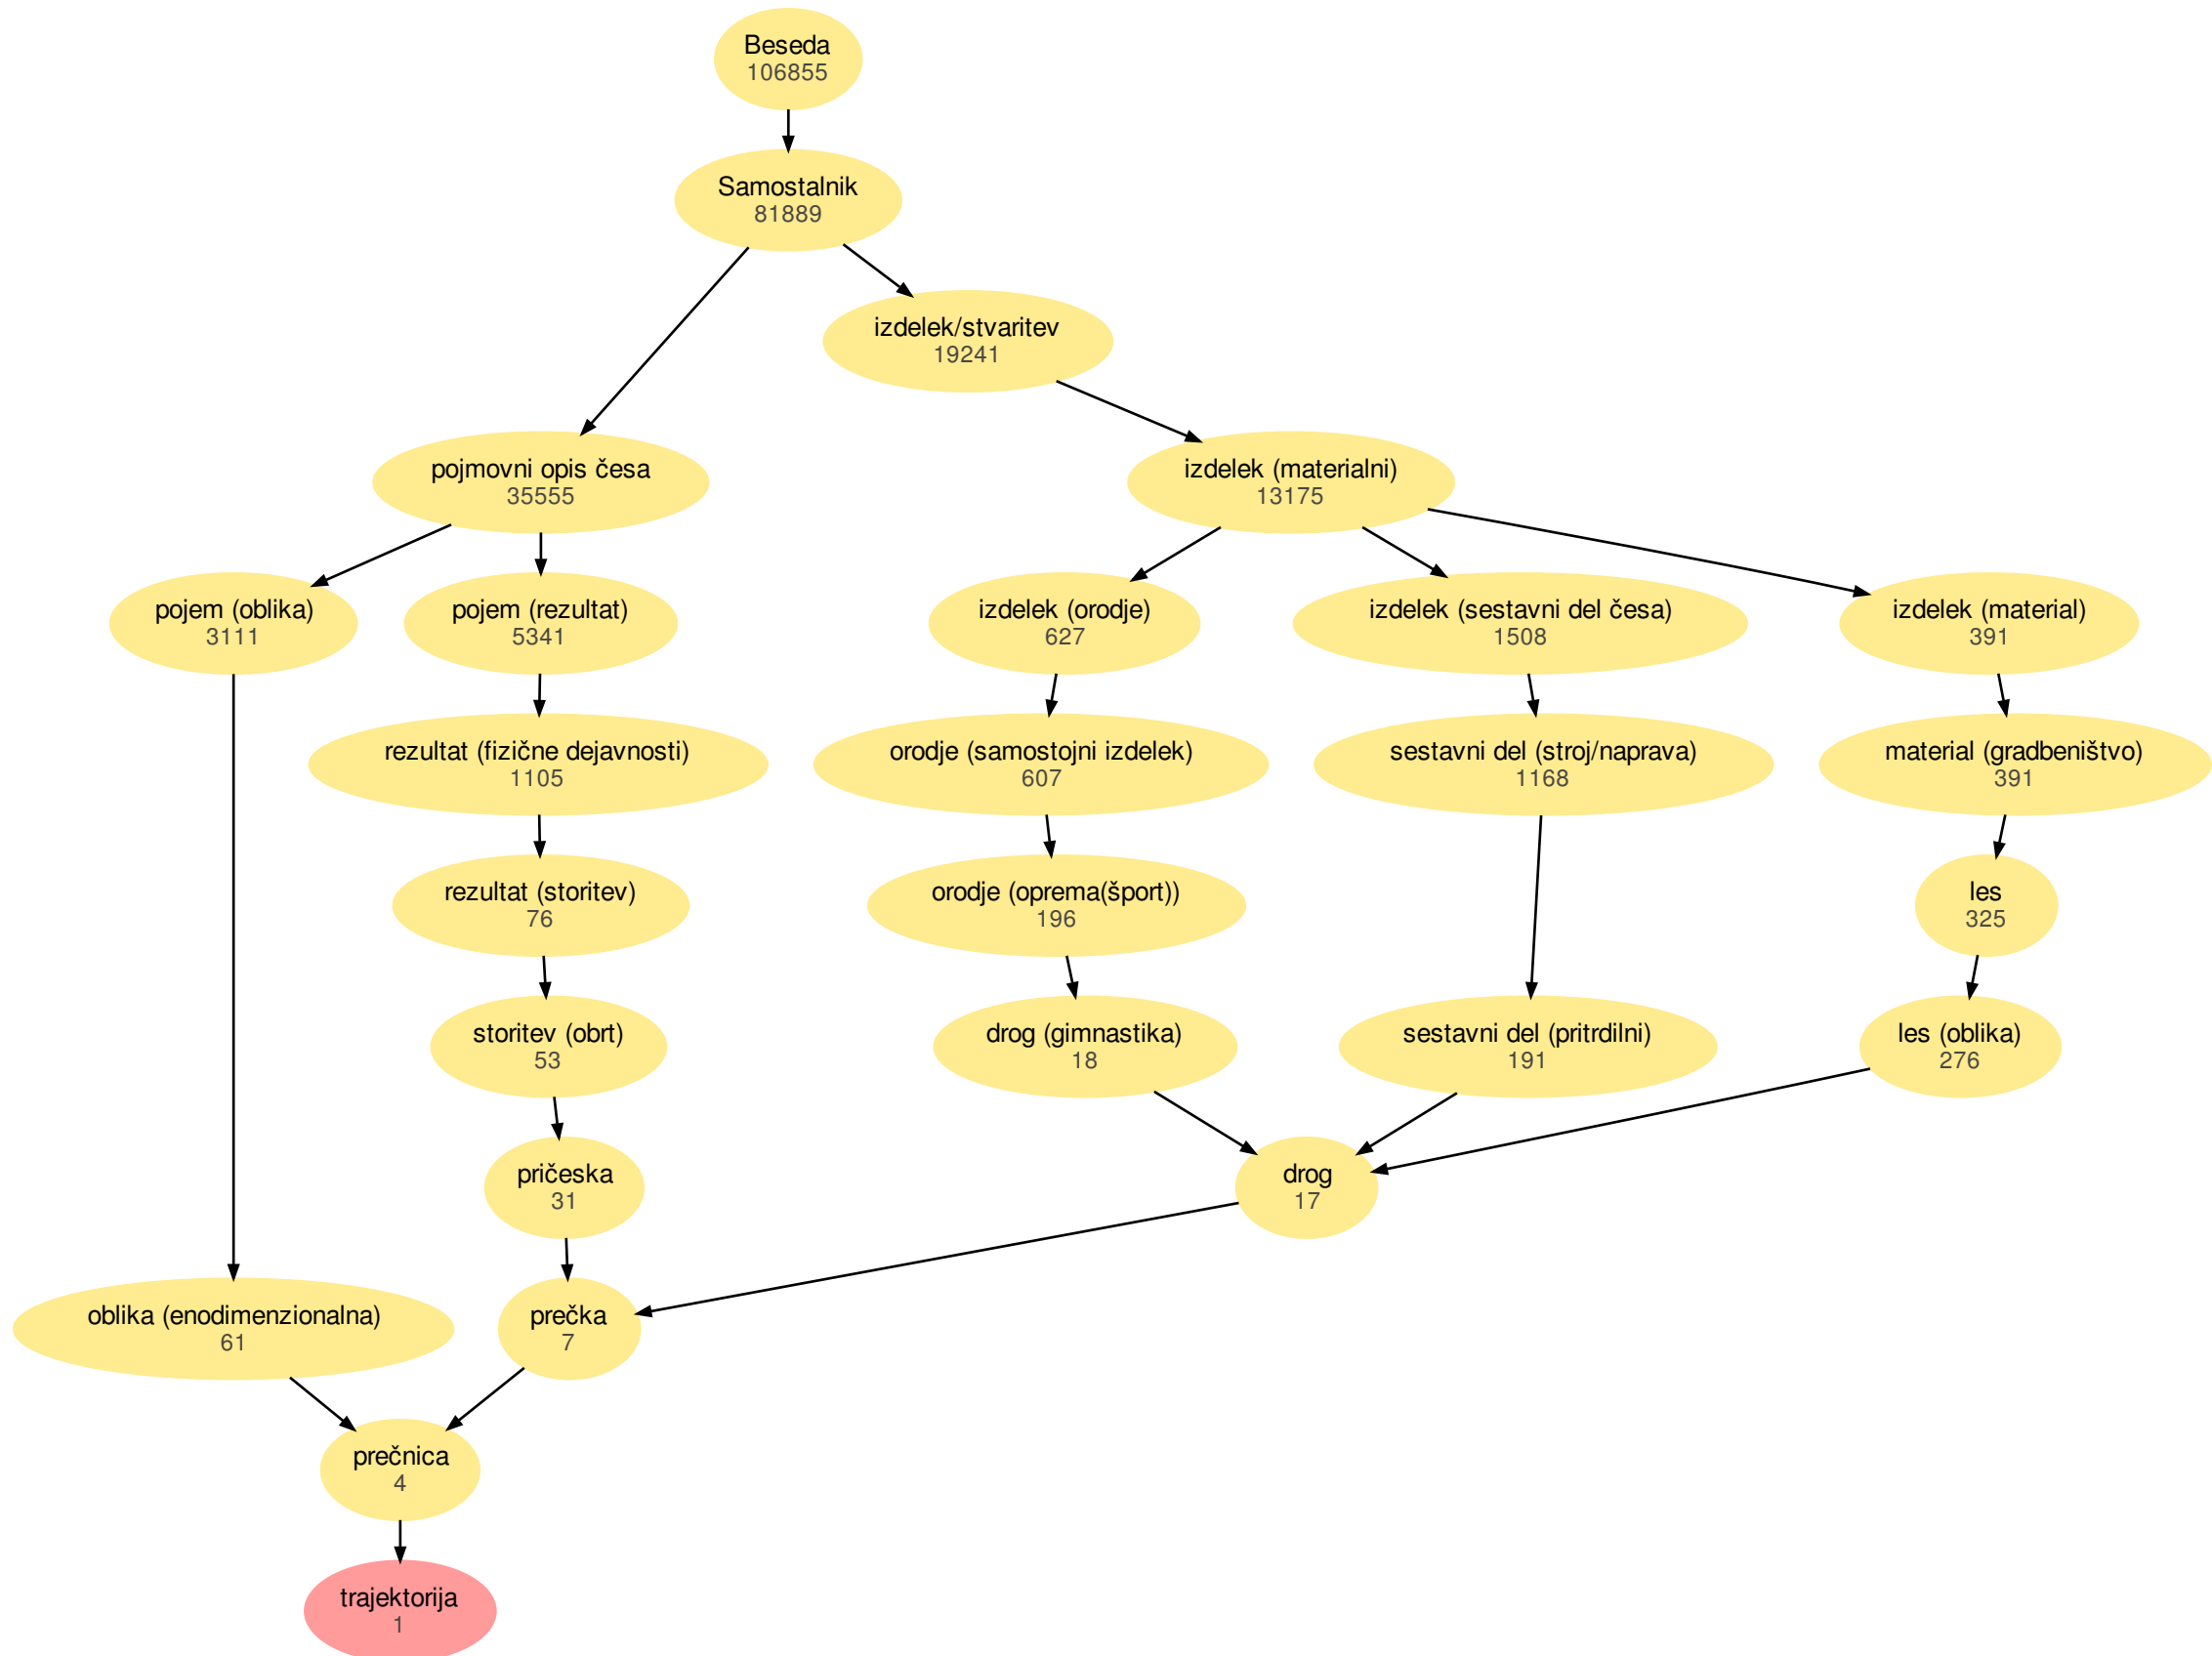 Beseda
106855
Samostalnik
81889
izdelek/stvaritev
19241
pojmovni opis česa
35555
izdelek (materialni)
13175
pojem (oblika)
3111
pojem (rezultat)
5341
izdelek (orodje)
627
izdelek (sestavni del česa)
1508
izdelek (material)
391
rezultat (fizične dejavnosti)
1105
orodje (samostojni izdelek)
607
sestavni del (stroj/naprava)
1168
material (gradbeništvo)
391
rezultat (storitev)
76
orodje (oprema(šport))
196
les
325
storitev (obrt)
53
drog (gimnastika)
18
sestavni del (pritrdilni)
191
les (oblika)
276
pričeska
31
drog
17
oblika (enodimenzionalna)
61
prečka
7
prečnica
4
trajektorija
1